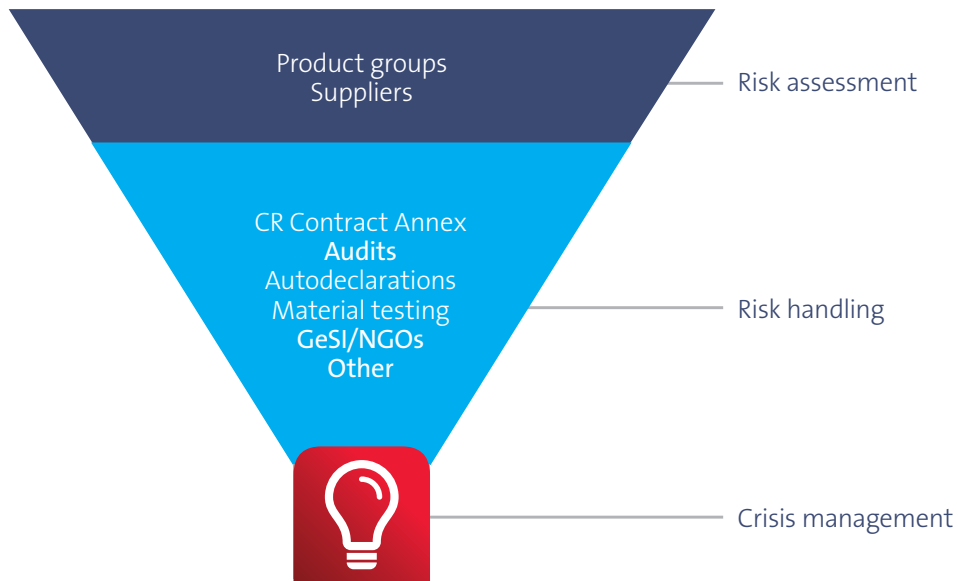 Product groups
Suppliers
Risk assessment
CR Contract Annex
Audits
Autodeclarations
Material testing
GeSI/NGOs
Other
Risk handling
Crisis management